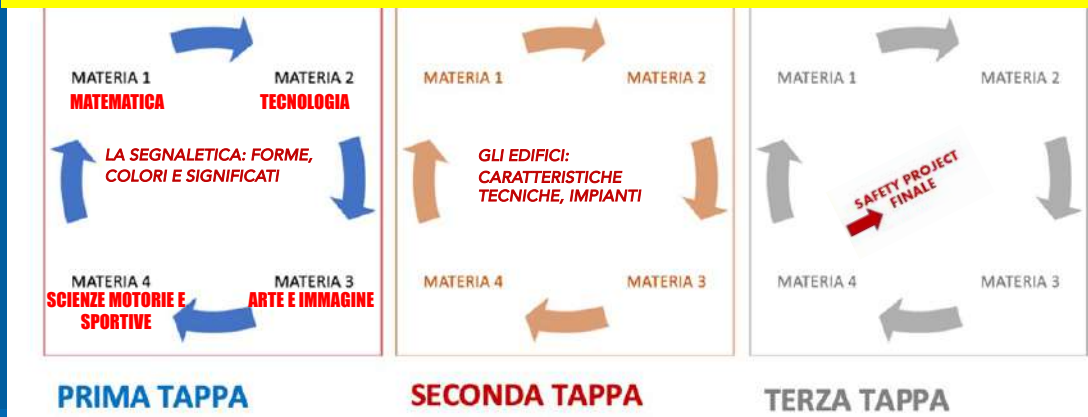 MATERIA 1
MATEMATICA
MATERIA 2
TECNOLOGIA
LA SEGNALETICA: FORME,
COLORI E SIGNIFICATI
MATERIA 4
SCIENZE MOTORIE E
SPORTIVE
MATERIA 3
ARTE E IMMAGINE
PRIMA TAPPA
MATERIA 1
MATERIA 2
GLI EDIFICI:
CARATTERISTICHE
TECNICHE, IMPIANTI
MATERIA 4
MATERIA 3
SECONDA TAPPA
MATERIA 1
MATERIA 2
SAFETY PROJECT
FINALE
MATERIA 4
MATERIA 3
TERZA TAPPA